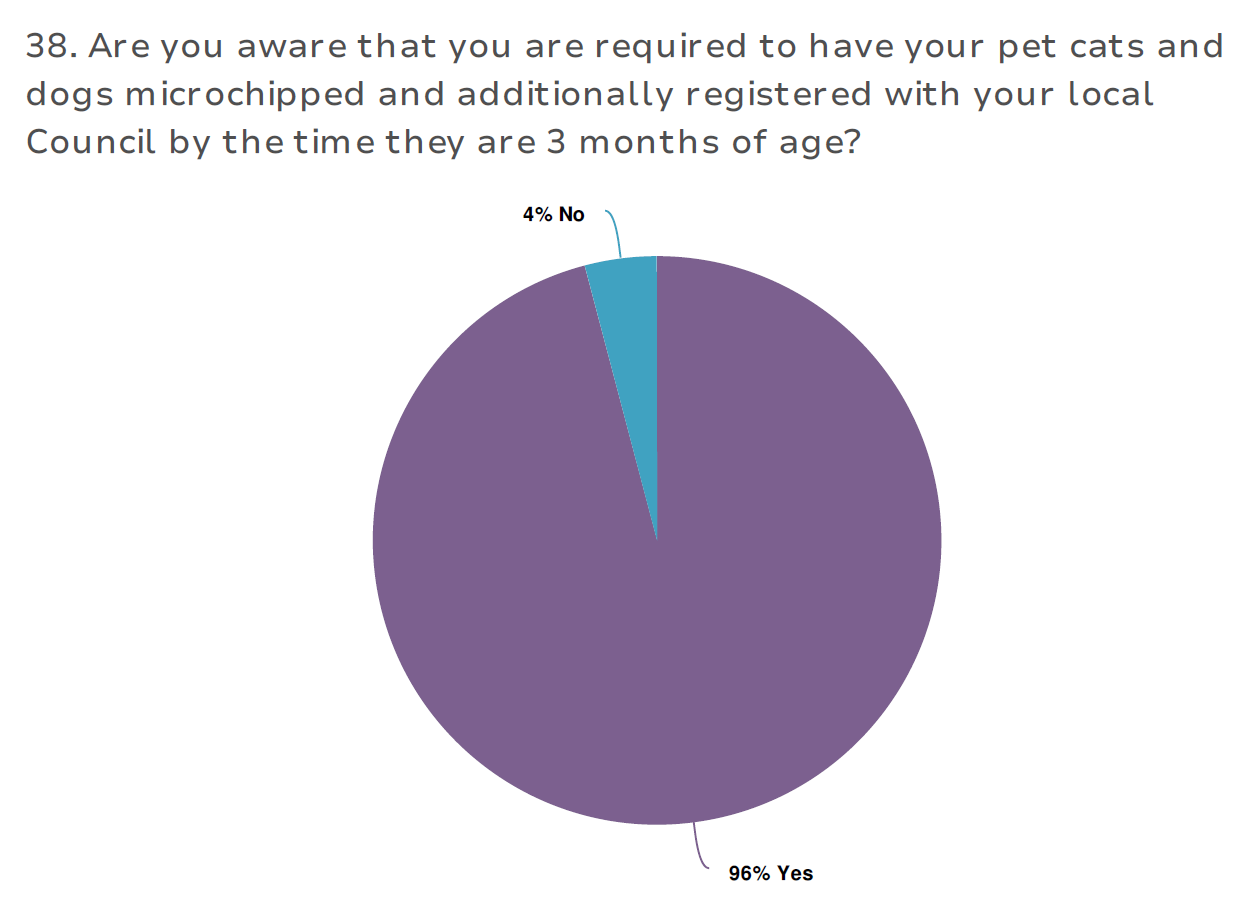 38. Are you aware that you are required to have your pet cats and
dogs microchipped and additionally registered with your local
Council by the time they are 3 months of age?
4% No
96% Yes